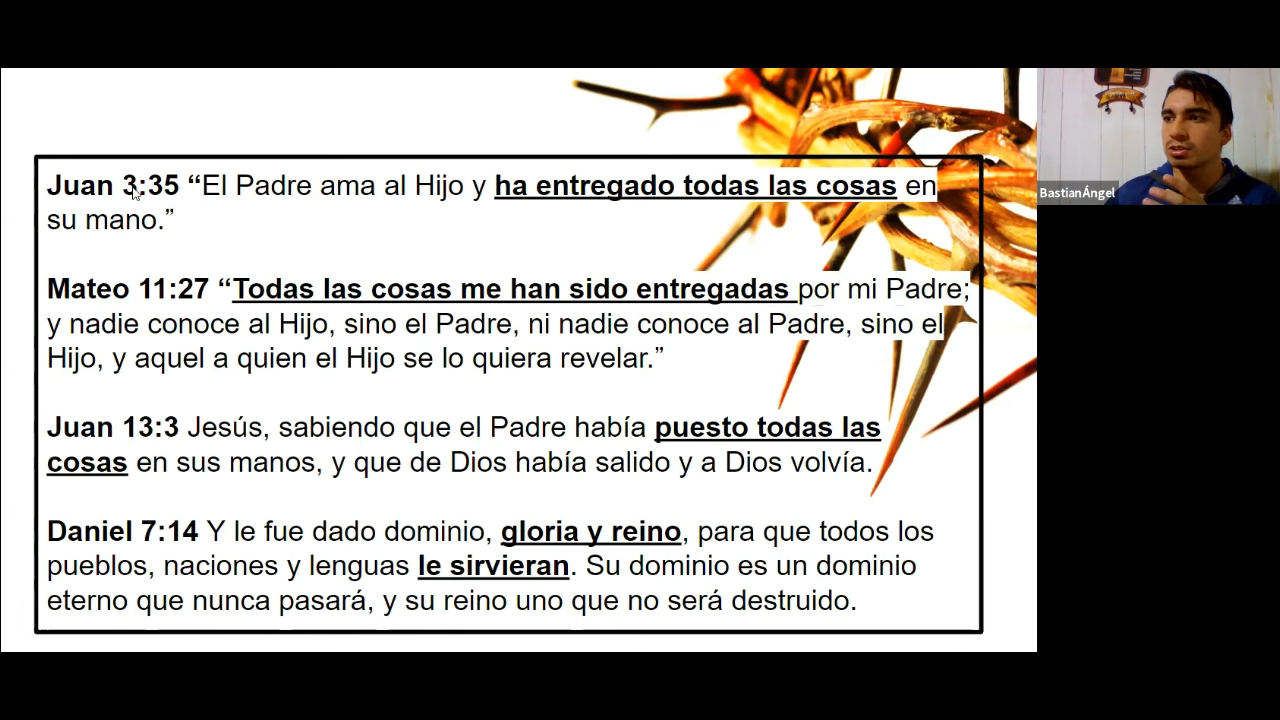 Juan 3:35 “El Padre ama al Hijo y ha entregado todas las cosas en
su mano.”
Mateo 11:27 “Todas las cosas me han sido entregadas por mi Padre;
y nadie conoce al Hijo, sino el Padre, ni nadie conoce al Padre, sino el
Hijo, y aquel a quien el Hijo se lo quiera revelar.”
Juan 13:3 Jesús, sabiendo que el Padre había puesto todas las
cosas en sus manos, y que de Dios había salido y a Dios volvía.
Daniel 7:14 Y le fue dado dominio, gloria y reino, para que todos los
pueblos, naciones y lenguas le sirvieran. Su dominio es un dominio
eterno que nunca pasará, y su reino uno que no será destruido.
BastianÁngel